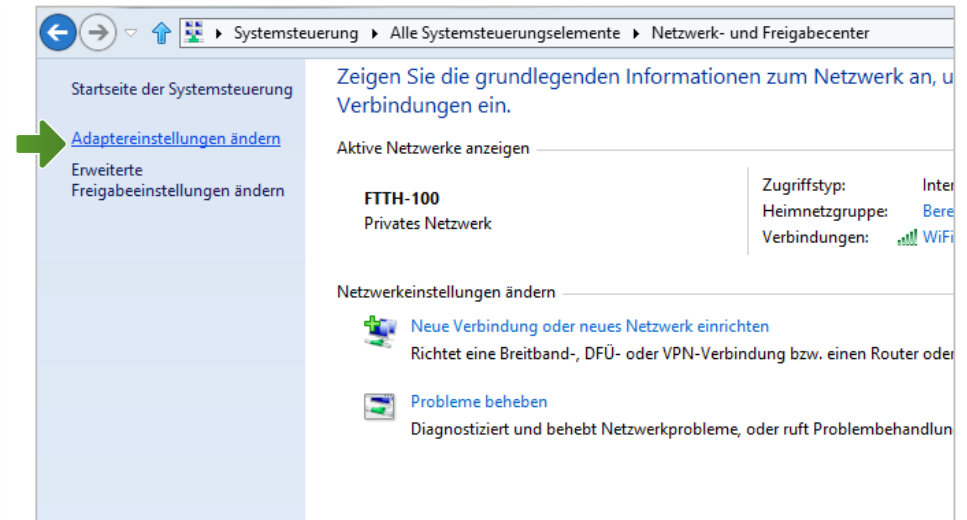 Systemsteuerung ▸ Alle Systemsteuerungselemente ▸ Netzwerk- und Freigabecenter
Startseite der Systemsteuerung
Adaptereinstellungen ändern
Erweiterte
Freigabeeinstellungen ändern
Zeigen Sie die grundlegenden Informationen zum Netzwerk an, u
Verbindungen ein.
Aktive Netzwerke anzeigen
FTTH-100
Privates Netzwerk
Zugriffstyp: Inter
Heimnetzgruppe: Bere
Verbindungen: WiFi
Netzwerkeinstellungen ändern
Neue Verbindung oder neues Netzwerk einrichten
Richtet eine Breitband-, DFÜ- oder VPN-Verbindung bzw. einen Router oder
Probleme beheben
Diagnostiziert und behebt Netzwerkprobleme, oder ruft Problembehandlun